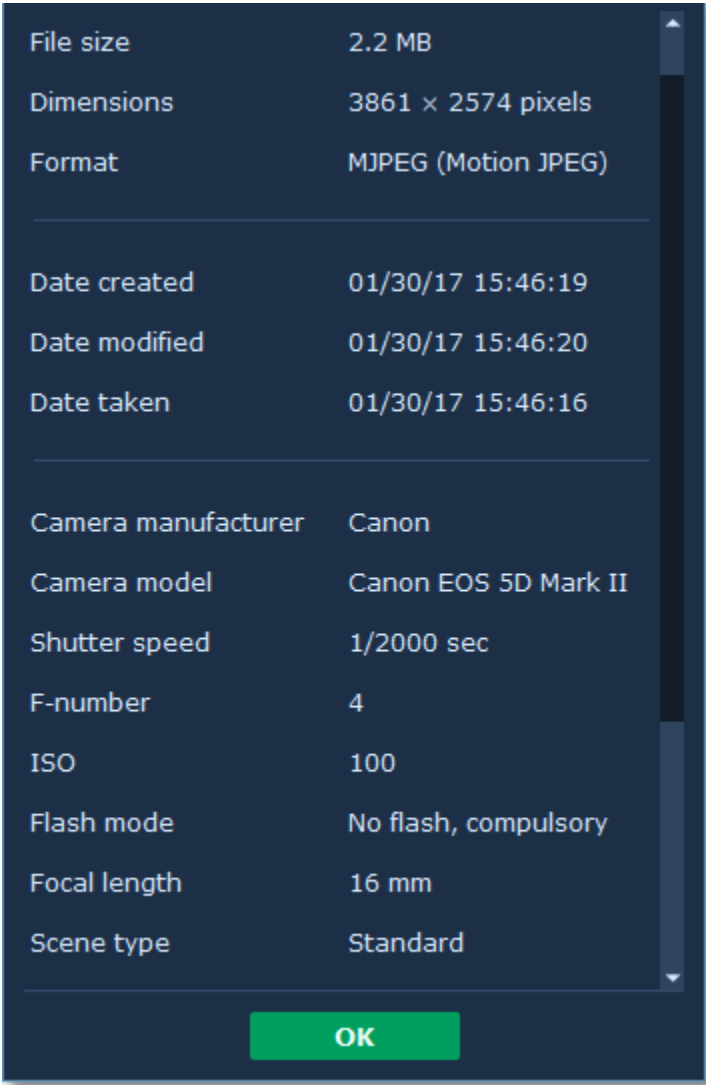 File size 2.2 MB
Dimensions 3861 × 2574 pixels
Format MJPEG (Motion JPEG)
Date created 01/30/17 15:46:19
Date modified 01/30/17 15:46:20
Date taken 01/30/17 15:46:16
Camera manufacturer Canon
Camera model Canon EOS 5D Mark II
Shutter speed 1/2000 sec
F-number 4
ISO 100
Flash mode No flash, compulsory
Focal length 16 mm
Scene type Standard
OK